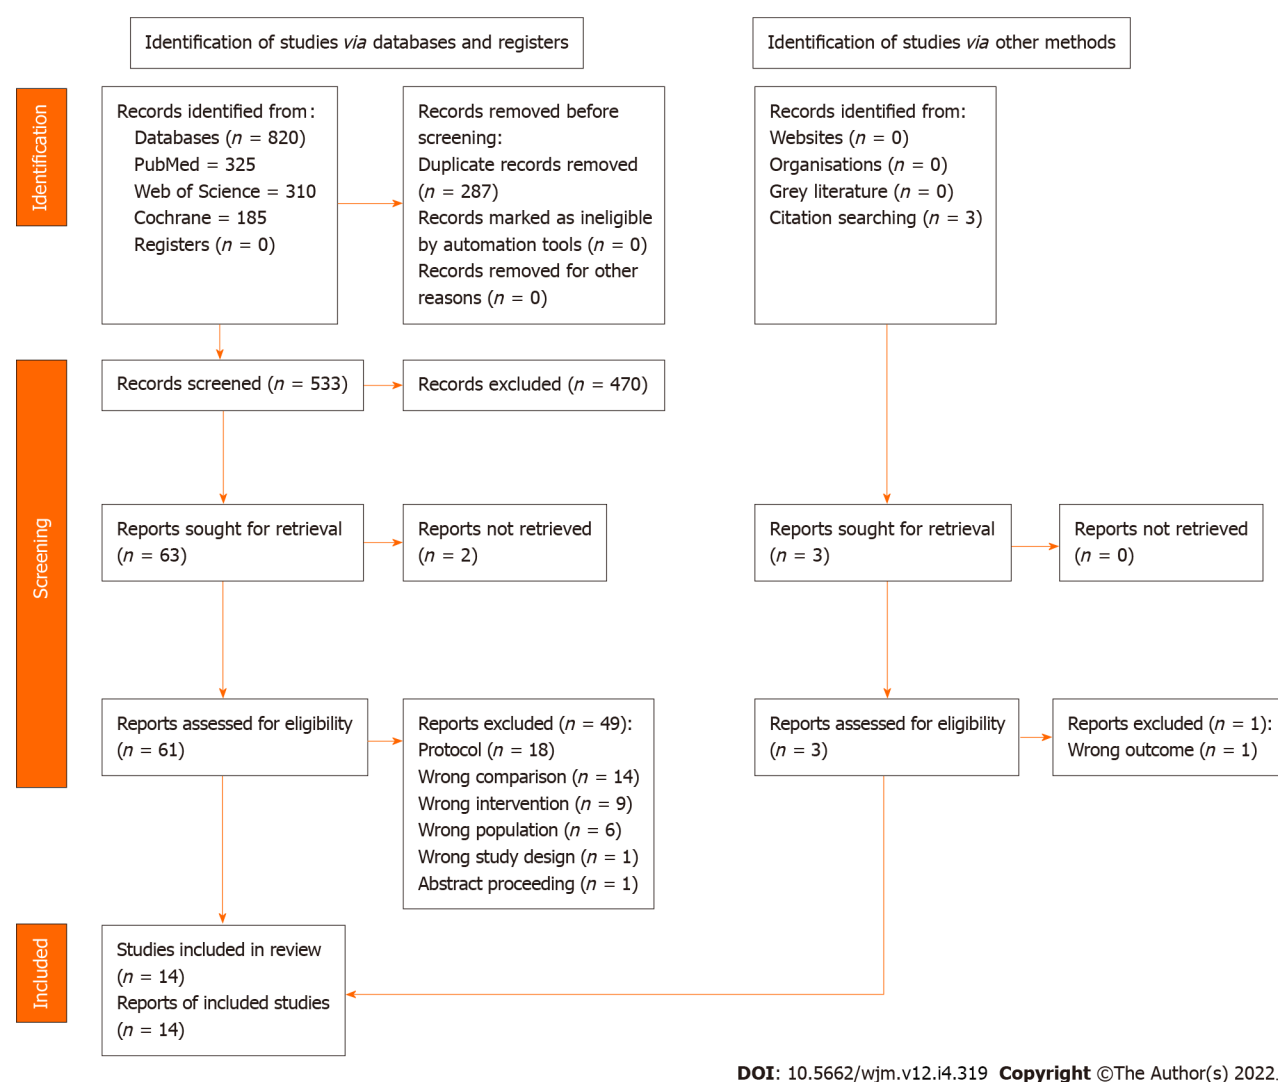 Identification of studies via databases and registers
Identification of studies via other methods
Identification
Records identified from:
Databases (n = 820)
PubMed = 325
Web of Science = 310
Cochrane = 185
Registers (n = 0)
Records removed before
screening:
Duplicate records removed
(n = 287)
Records marked as ineligible
by automation tools (n = 0)
Records removed for other
reasons (n = 0)
Records identified from:
Websites (n = 0)
Organisations (n = 0)
Grey literature (n = 0)
Citation searching (n = 3)
Screening
Records screened (n = 533)
Records excluded (n = 470)
Reports sought for retrieval
(n = 63)
Reports not retrieved
(n = 2)
Reports sought for retrieval
(n = 3)
Reports not retrieved
(n = 0)
Reports assessed for eligibility
(n = 61)
Reports excluded (n = 49):
Protocol (n = 18)
Wrong comparison (n = 14)
Wrong intervention (n = 9)
Wrong population (n = 6)
Wrong study design (n = 1)
Abstract proceeding (n = 1)
Reports assessed for eligibility
(n = 3)
Reports excluded (n = 1):
Wrong outcome (n = 1)
Included
Studies included in review
(n = 14)
Reports of included studies
(n = 14)
DOI: 10.5662/wjm.v12.i4.319 Copyright ©The Author(s) 2022.